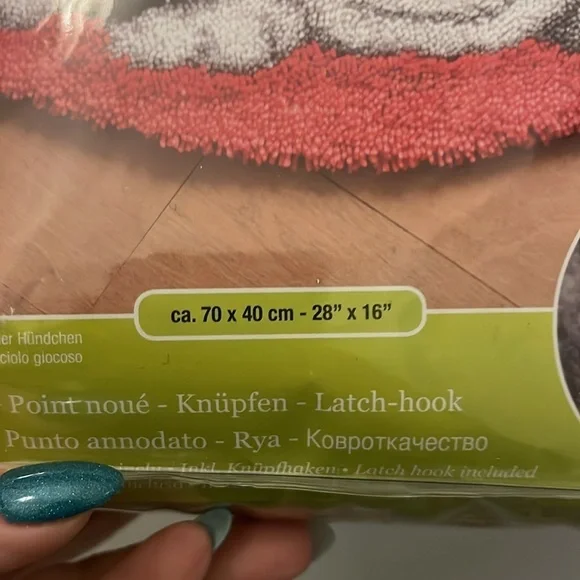 ca. 70 x 40 cm - 28” x 16”
er Hündchen
ciolo giocoso
- Point noué - Knüpfen - Latch-hook
Punto annodato - Rya - Ковроткачество
• Inkl. Knüpfhaken • Latch hook included